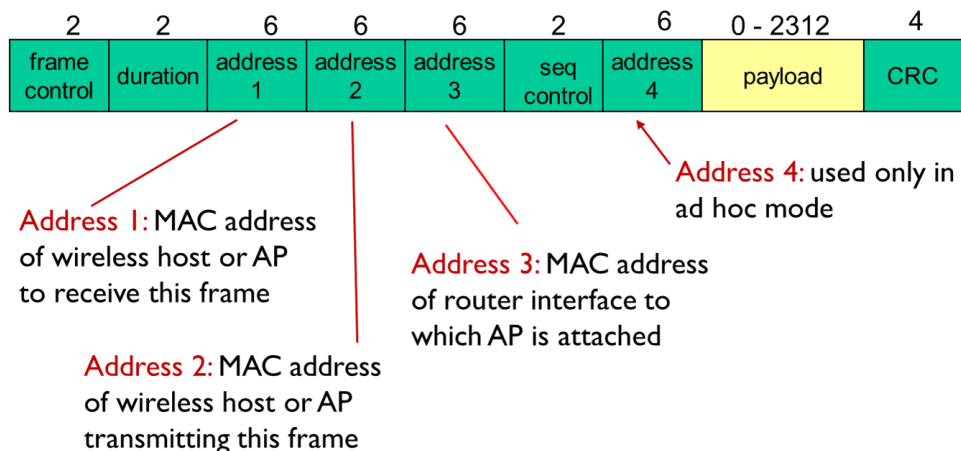 2 2 6 6 6 2 6 0 - 2312 4
frame control duration address 1 address 2 address 3 seq control address 4 payload CRC
Address 4: used only in
ad hoc mode
Address 1: MAC address
of wireless host or AP
to receive this frame
Address 3: MAC address
of router interface to
which AP is attached
Address 2: MAC address
of wireless host or AP
transmitting this frame